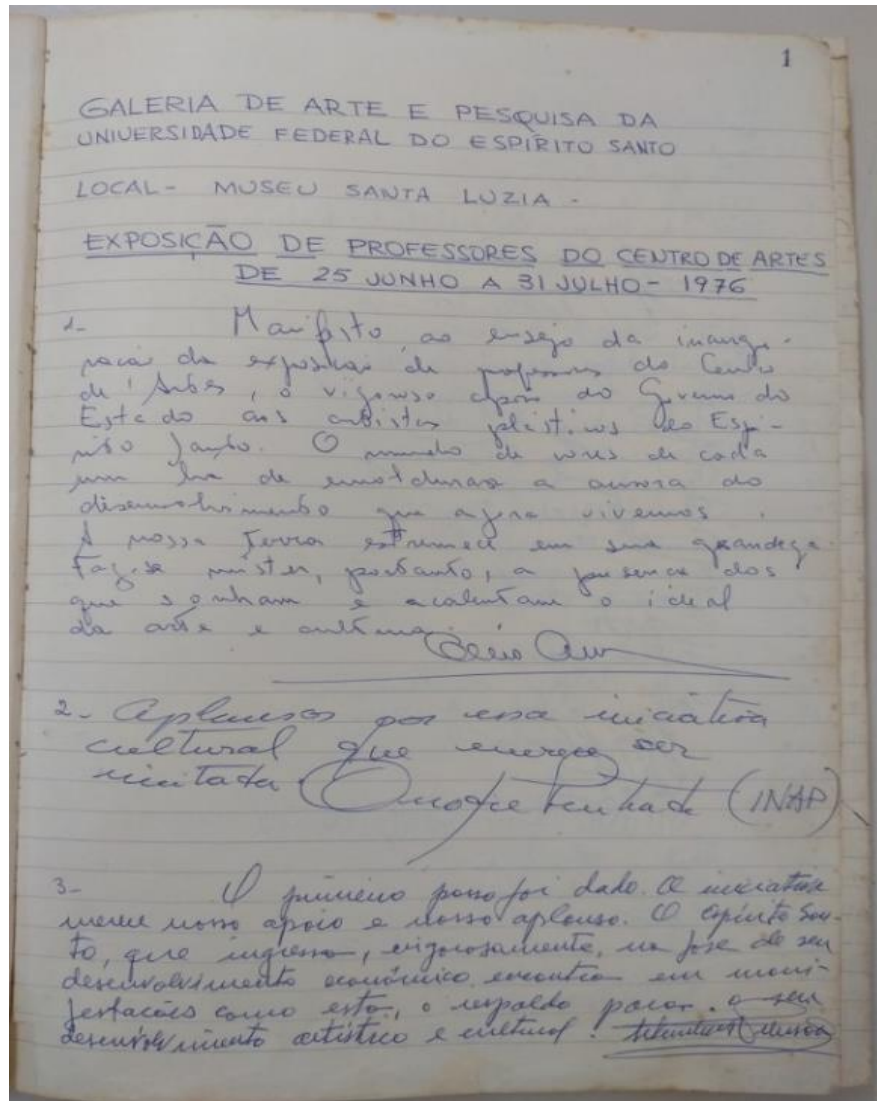 1
GALERIA DE ARTE E PESQUISA DA
UNIVERSIDADE FEDERAL DO ESPÍRITO SANTO
LOCAL - MUSEU SANTA LUZIA -
EXPOSIÇÃO DE PROFESSORES DO CENTRO DE ARTES
DE 25 JUNHO A 31 JULHO - 1976
1- Manifesto, ao ensejo da inaugu-
ração da exposição de professores do Centro
de Artes, o vigoroso apoio do Governo do
Estado aos artistas plásticos do Espí-
rito Santo. O mundo de cores de cada
um há de emoldurar a aurora do
desenvolvimento que agora vivemos.
A nossa Terra estremece em sua grandeza.
Faz-se mister, portanto, a presença dos
que sonham e acalentam o ideal
da arte e cultura.
2- Aplausos por essa iniciativa
cultural que merece ser
imitada. (INAP)
3- O primeiro passo foi dado. A iniciativa
merece nosso apoio e nosso aplauso. O Espírito San-
to, que ingressa, vigorosamente, na fase de seu
desenvolvimento econômico encontra em mani-
festações como esta, o respaldo para o seu
desenvolvimento artístico e cultural.